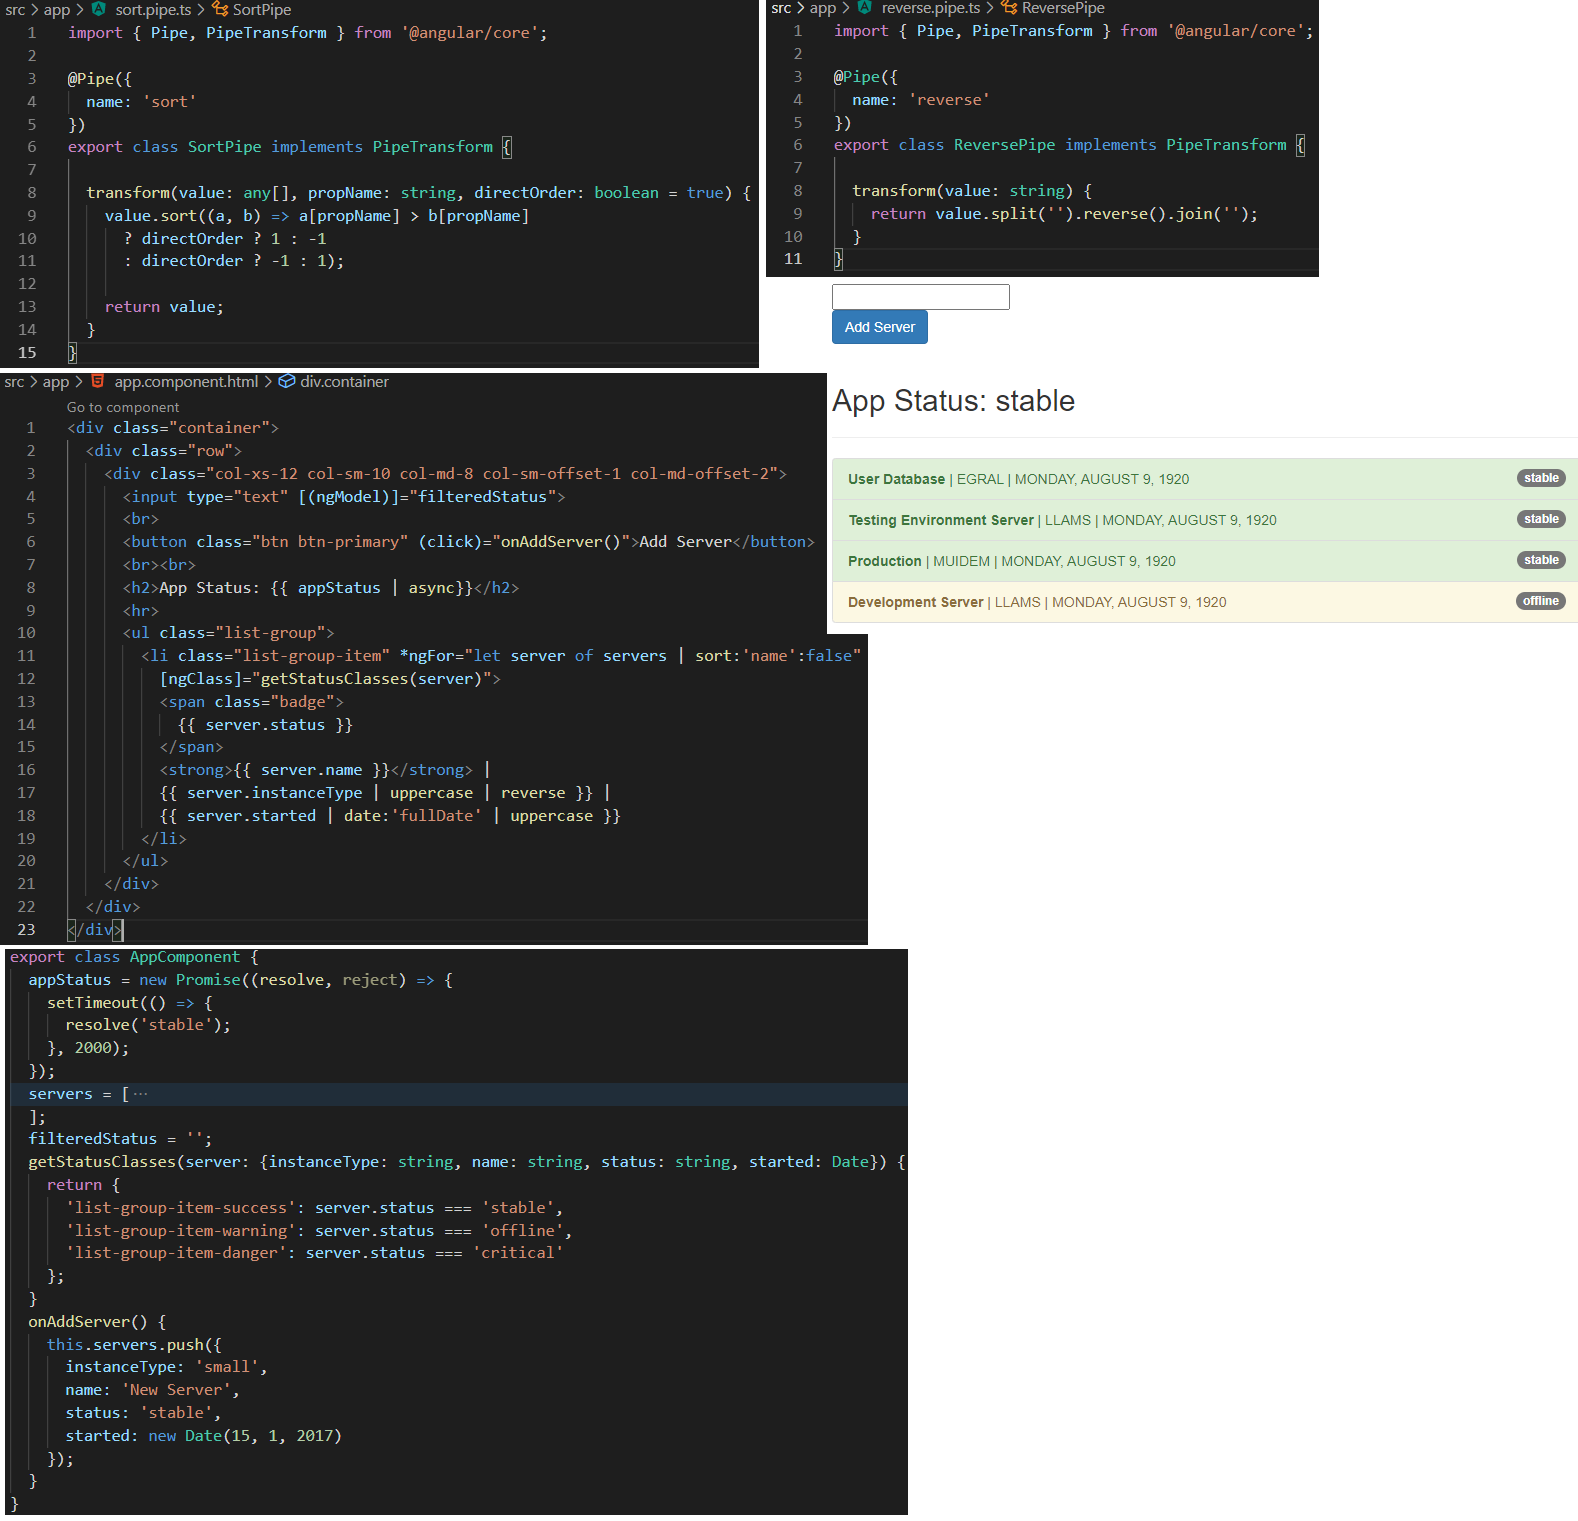 src > app > sort.pipe.ts > SortPipe
1 import { Pipe, PipeTransform } from '@angular/core';
2
3 @Pipe({
4 name: 'sort'
5 })
6 export class SortPipe implements PipeTransform {
7
8 transform(value: any[], propName: string, directOrder: boolean = true) {
9 value.sort((a, b) => a[propName] > b[propName]
10 ? directOrder ? 1 : -1
11 : directOrder ? -1 : 1);
12
13 return value;
14 }
15 }
src > app > reverse.pipe.ts > ReversePipe
1 import { Pipe, PipeTransform } from '@angular/core';
2
3 @Pipe({
4 name: 'reverse'
5 })
6 export class ReversePipe implements PipeTransform {
7
8 transform(value: string) {
9 return value.split('').reverse().join('');
10 }
11 }
Add Server
App Status: stable
User Database | EGRAL | MONDAY, AUGUST 9, 1920 stable
Testing Environment Server | LLAMS | MONDAY, AUGUST 9, 1920 stable
Production | MUIDEM | MONDAY, AUGUST 9, 1920 stable
Development Server | LLAMS | MONDAY, AUGUST 9, 1920 offline
src > app > app.component.html > div.container
Go to component
1 <div class="container">
2 <div class="row">
3 <div class="col-xs-12 col-sm-10 col-md-8 col-sm-offset-1 col-md-offset-2">
4 <input type="text" [(ngModel)]="filteredStatus">
5 <br>
6 <button class="btn btn-primary" (click)="onAddServer()">Add Server</button>
7 <br><br>
8 <h2>App Status: {{ appStatus | async}}</h2>
9 <hr>
10 <ul class="list-group">
11 <li class="list-group-item" *ngFor="let server of servers | sort:'name':false"
12 [ngClass]="getStatusClasses(server)">
13 <span class="badge">
14 {{ server.status }}
15 </span>
16 <strong>{{ server.name }}</strong> |
17 {{ server.instanceType | uppercase | reverse }} |
18 {{ server.started | date:'fullDate' | uppercase }}
19 </li>
20 </ul>
21 </div>
22 </div>
23 </div>
export class AppComponent {
appStatus = new Promise((resolve, reject) => {
setTimeout(() => {
resolve('stable');
}, 2000);
});
servers = [ ···
];
filteredStatus = '';
getStatusClasses(server: {instanceType: string, name: string, status: string, started: Date}) {
return {
'list-group-item-success': server.status === 'stable',
'list-group-item-warning': server.status === 'offline',
'list-group-item-danger': server.status === 'critical'
};
}
onAddServer() {
this.servers.push({
instanceType: 'small',
name: 'New Server',
status: 'stable',
started: new Date(15, 1, 2017)
});
}
}